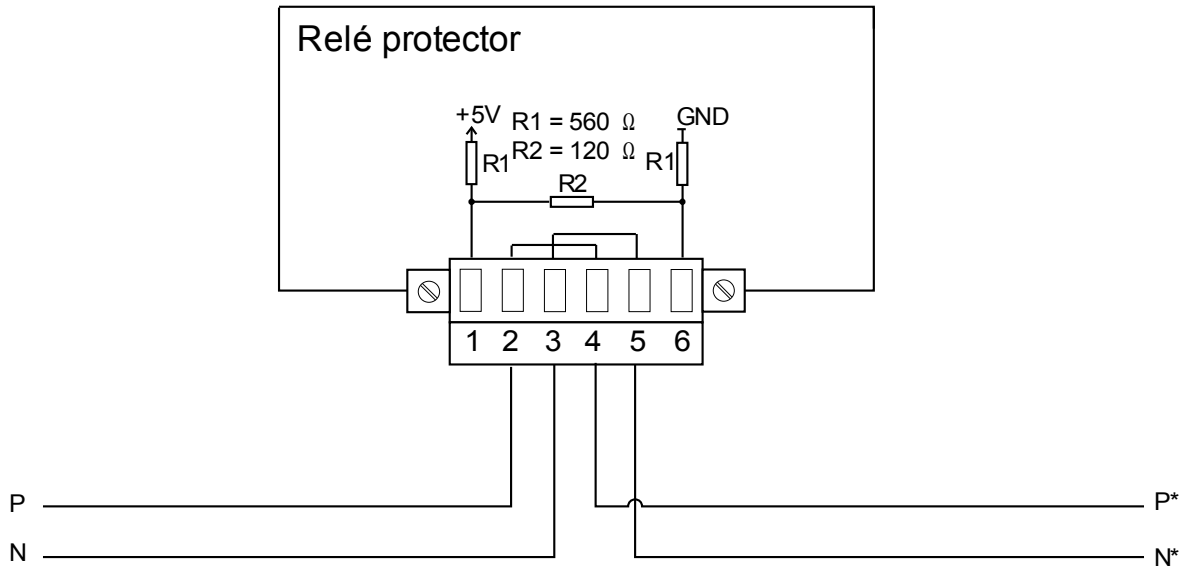 Relé protector
+5V
R1 = 560 Ω
GND
R1
R2 = 120 Ω
R1
R2
1 2 3 4 5 6
P
P*
N
N*